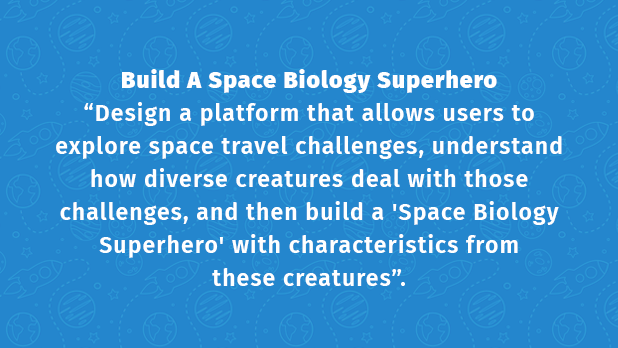 Build A Space Biology Superhero
“Design a platform that allows users to
explore space travel challenges, understand
how diverse creatures deal with those
challenges, and then build a 'Space Biology
Superhero' with characteristics from
these creatures”.